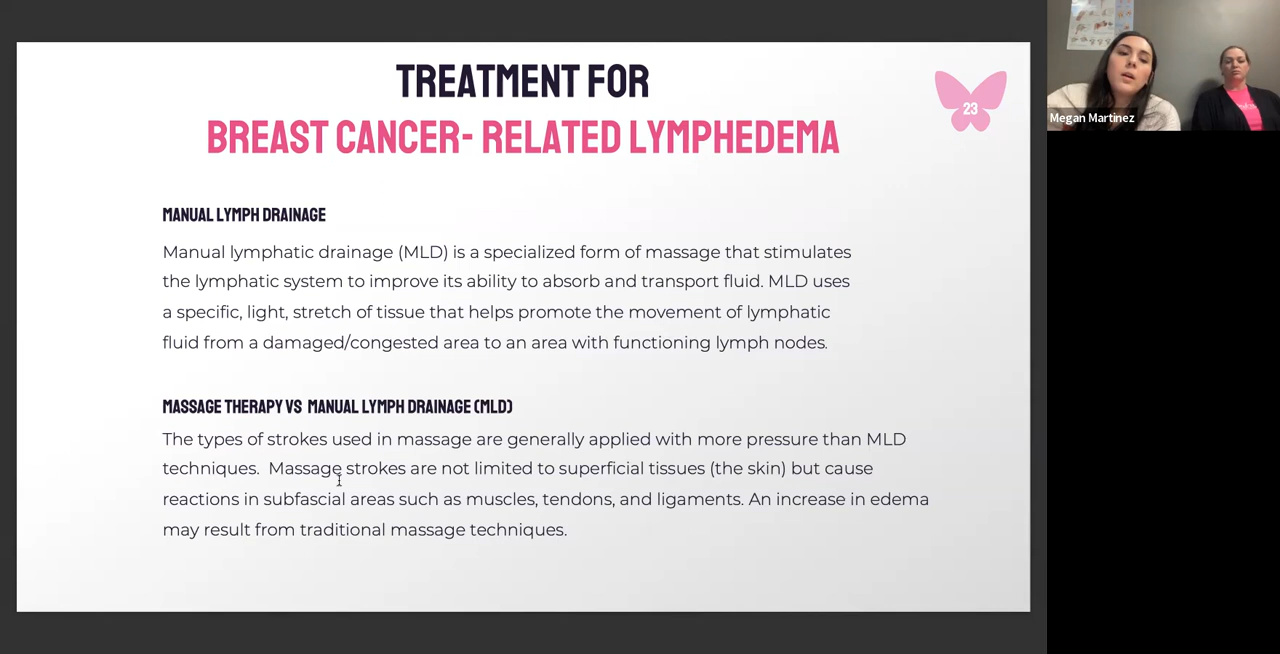 TREATMENT FOR
BREAST CANCER- RELATED LYMPHEDEMA
23
MANUAL LYMPH DRAINAGE
Manual lymphatic drainage (MLD) is a specialized form of massage that stimulates
the lymphatic system to improve its ability to absorb and transport fluid. MLD uses
a specific, light, stretch of tissue that helps promote the movement of lymphatic
fluid from a damaged/congested area to an area with functioning lymph nodes.
MASSAGE THERAPY VS MANUAL LYMPH DRAINAGE (MLD)
The types of strokes used in massage are generally applied with more pressure than MLD
techniques. Massage strokes are not limited to superficial tissues (the skin) but cause
reactions in subfascial areas such as muscles, tendons, and ligaments. An increase in edema
may result from traditional massage techniques.
Megan Martinez